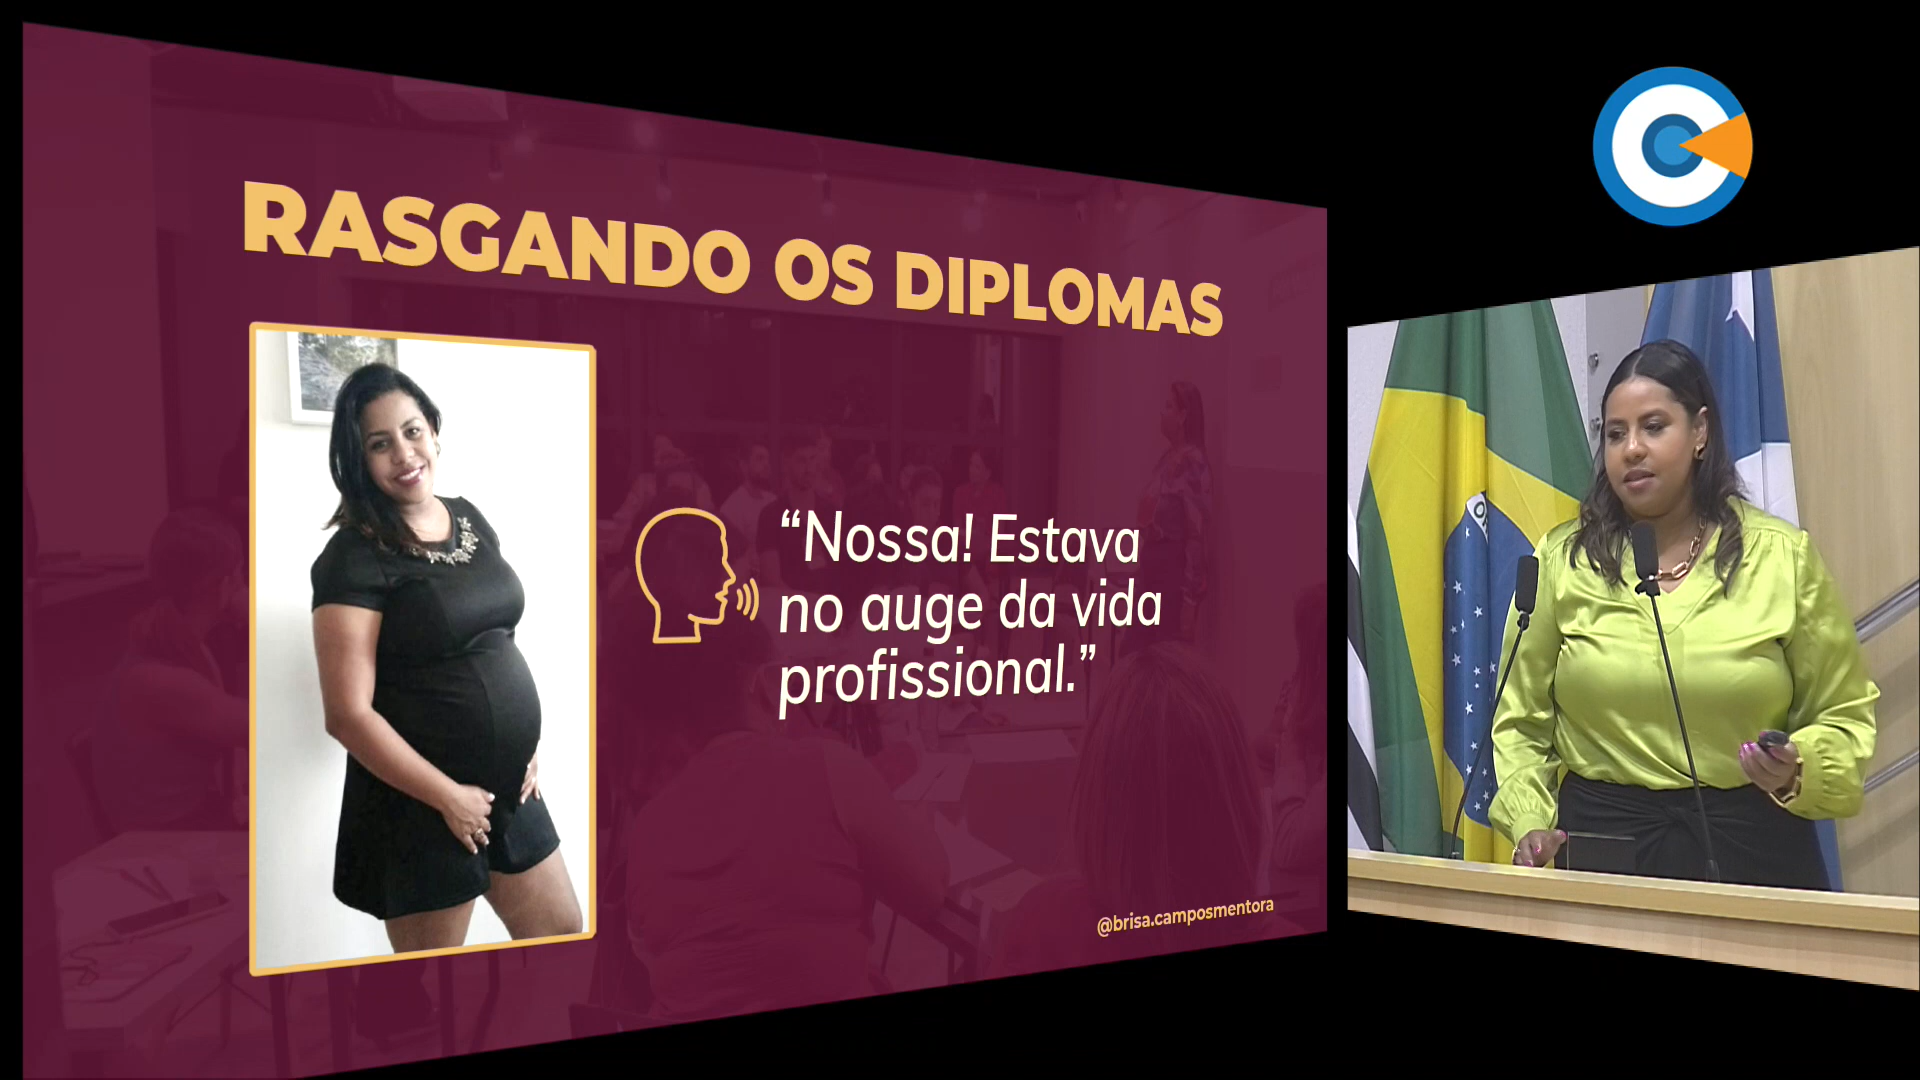 RASGANDO OS DIPLOMAS
“Nossa! Estava
no auge da vida
profissional.”
@brisa.camposmentora